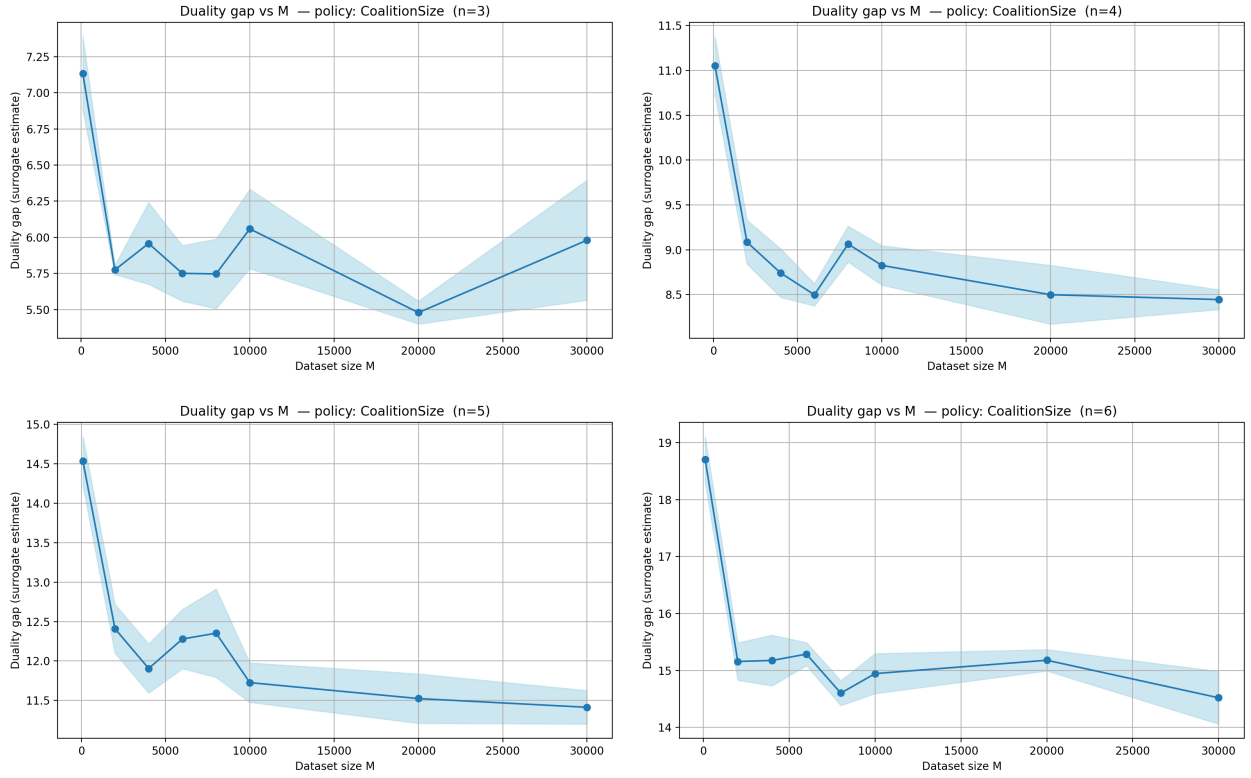 Duality gap vs M — policy: CoalitionSize (n=3)
Duality gap (surrogate estimate)
7.25
7.00
6.75
6.50
6.25
6.00
5.75
5.50
0 5000 10000 15000 20000 25000 30000
Dataset size M
Duality gap vs M — policy: CoalitionSize (n=4)
Duality gap (surrogate estimate)
11.5
11.0
10.5
10.0
9.5
9.0
8.5
0 5000 10000 15000 20000 25000 30000
Dataset size M
Duality gap vs M — policy: CoalitionSize (n=5)
Duality gap (surrogate estimate)
15.0
14.5
14.0
13.5
13.0
12.5
12.0
11.5
0 5000 10000 15000 20000 25000 30000
Dataset size M
Duality gap vs M — policy: CoalitionSize (n=6)
Duality gap (surrogate estimate)
19
18
17
16
15
14
0 5000 10000 15000 20000 25000 30000
Dataset size M